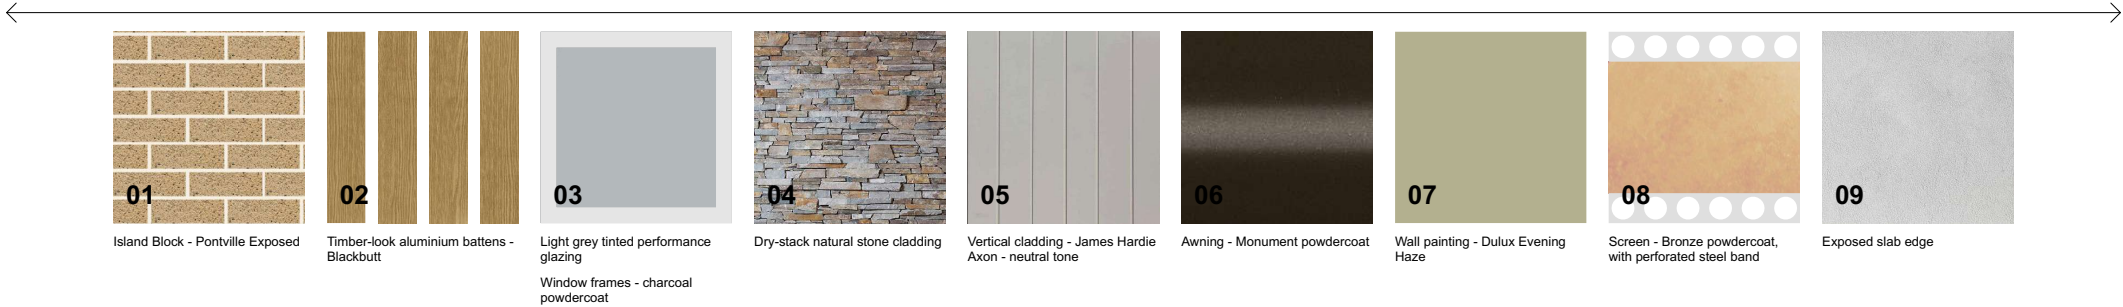 01
02
03
04
05
06
07
08
09
Island Block - Pontville Exposed
Timber-look aluminium battens -
Blackbutt
Light grey tinted performance
glazing
Window frames - charcoal
powdercoat
Dry-stack natural stone cladding
Vertical cladding - James Hardie
Axon - neutral tone
Awning - Monument powdercoat
Wall painting - Dulux Evening
Haze
Screen - Bronze powdercoat,
with perforated steel band
Exposed slab edge